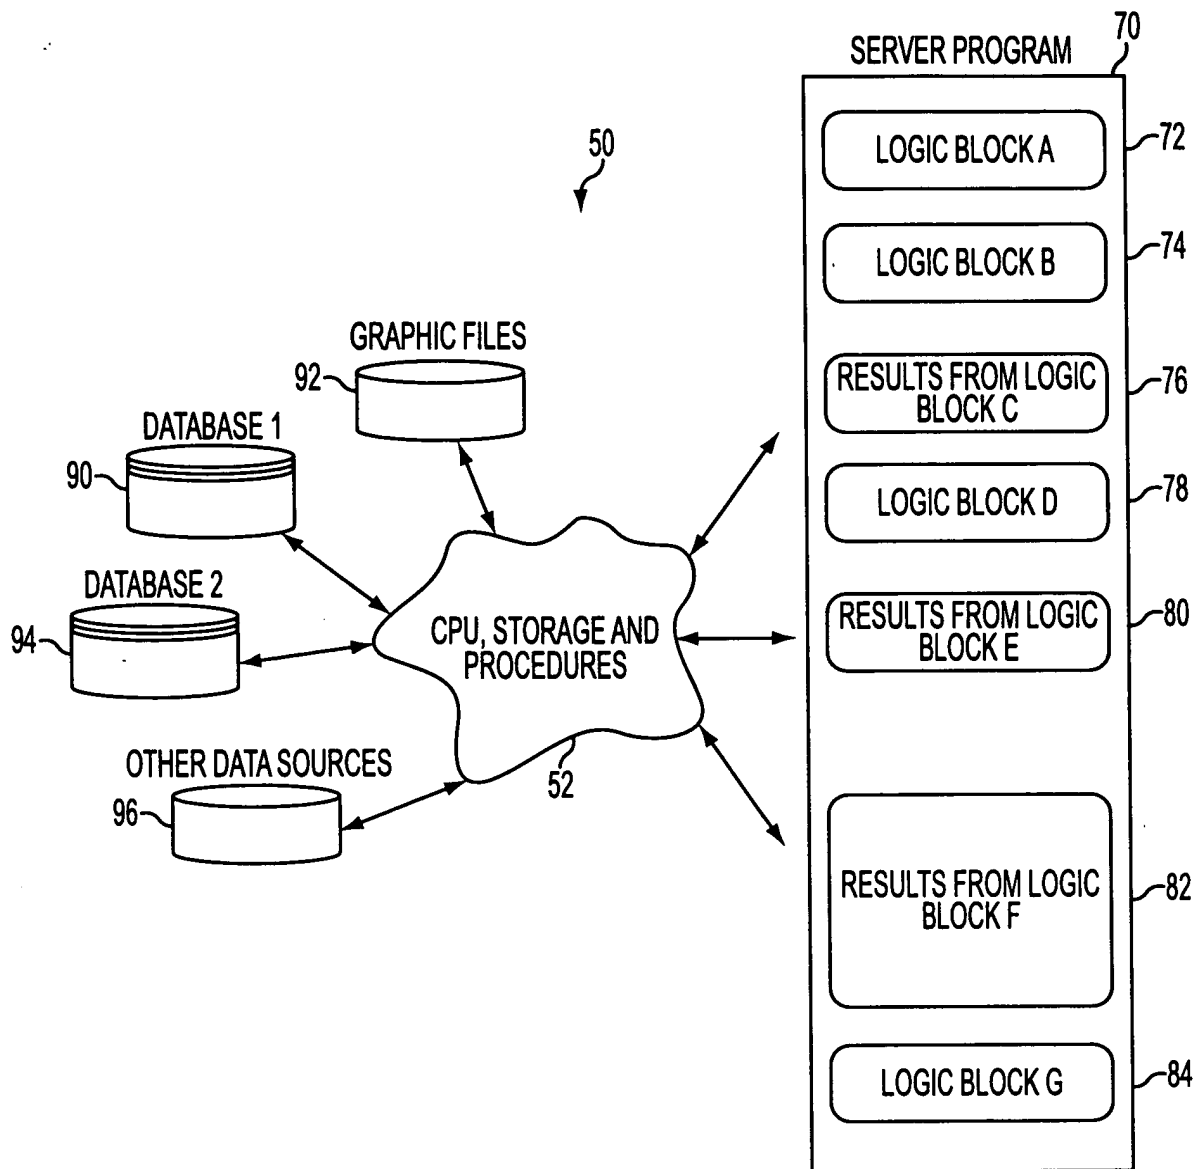 70
SERVER PROGRAM
LOGIC BLOCK A
72
50
LOGIC BLOCK B
74
GRAPHIC FILES
92
RESULTS FROM LOGIC
BLOCK C
76
DATABASE 1
90
LOGIC BLOCK D
78
DATABASE 2
94
CPU, STORAGE AND
PROCEDURES
52
RESULTS FROM LOGIC
BLOCK E
80
OTHER DATA SOURCES
96
RESULTS FROM LOGIC
BLOCK F
82
LOGIC BLOCK G
84